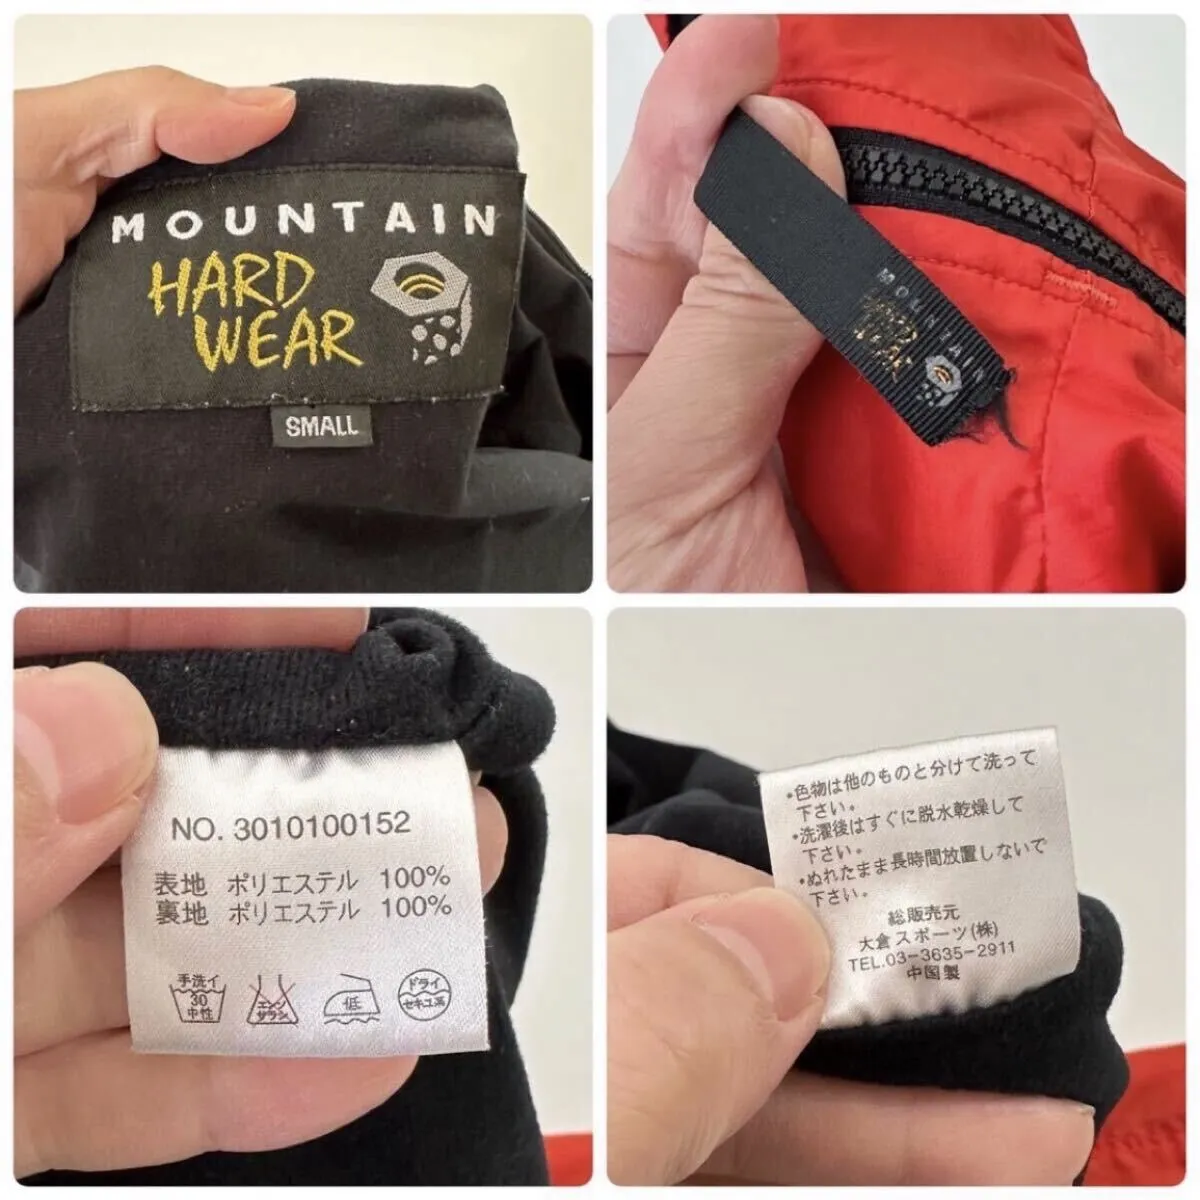 MOUNTAIN
HARD
WEAR
SMALL
MOUNTAIN
HARD
WEAR
NO. 3010100152
表地 ポリエステル 100%
裏地 ポリエステル 100%
手洗イ
30
中性
エンソ
サラシ
低
ドライ
セキユ系
・色物は他のものと分けて洗って
下さい。
・洗濯後はすぐに脱水乾燥して
下さい。
・ぬれたまま長時間放置しないで
下さい。
総販売元
大倉スポーツ(株)
TEL.03-3635-2911
中国製